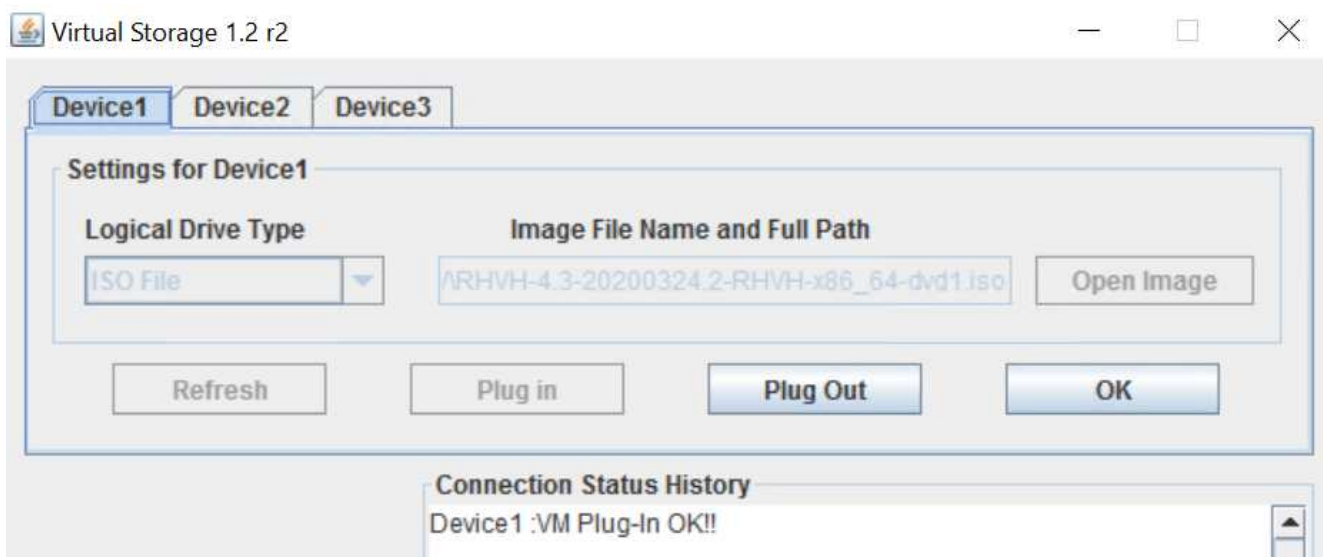 Virtual Storage 1.2 r2
Device1 Device2 Device3
Settings for Device1
Logical Drive Type Image File Name and Full Path
ISO File \RHVH-4.3-20200324.2-RHVH-x86_64-dvd1.iso Open Image
Refresh Plug in Plug Out OK
Connection Status History
Device1 :VM Plug-In OK!!